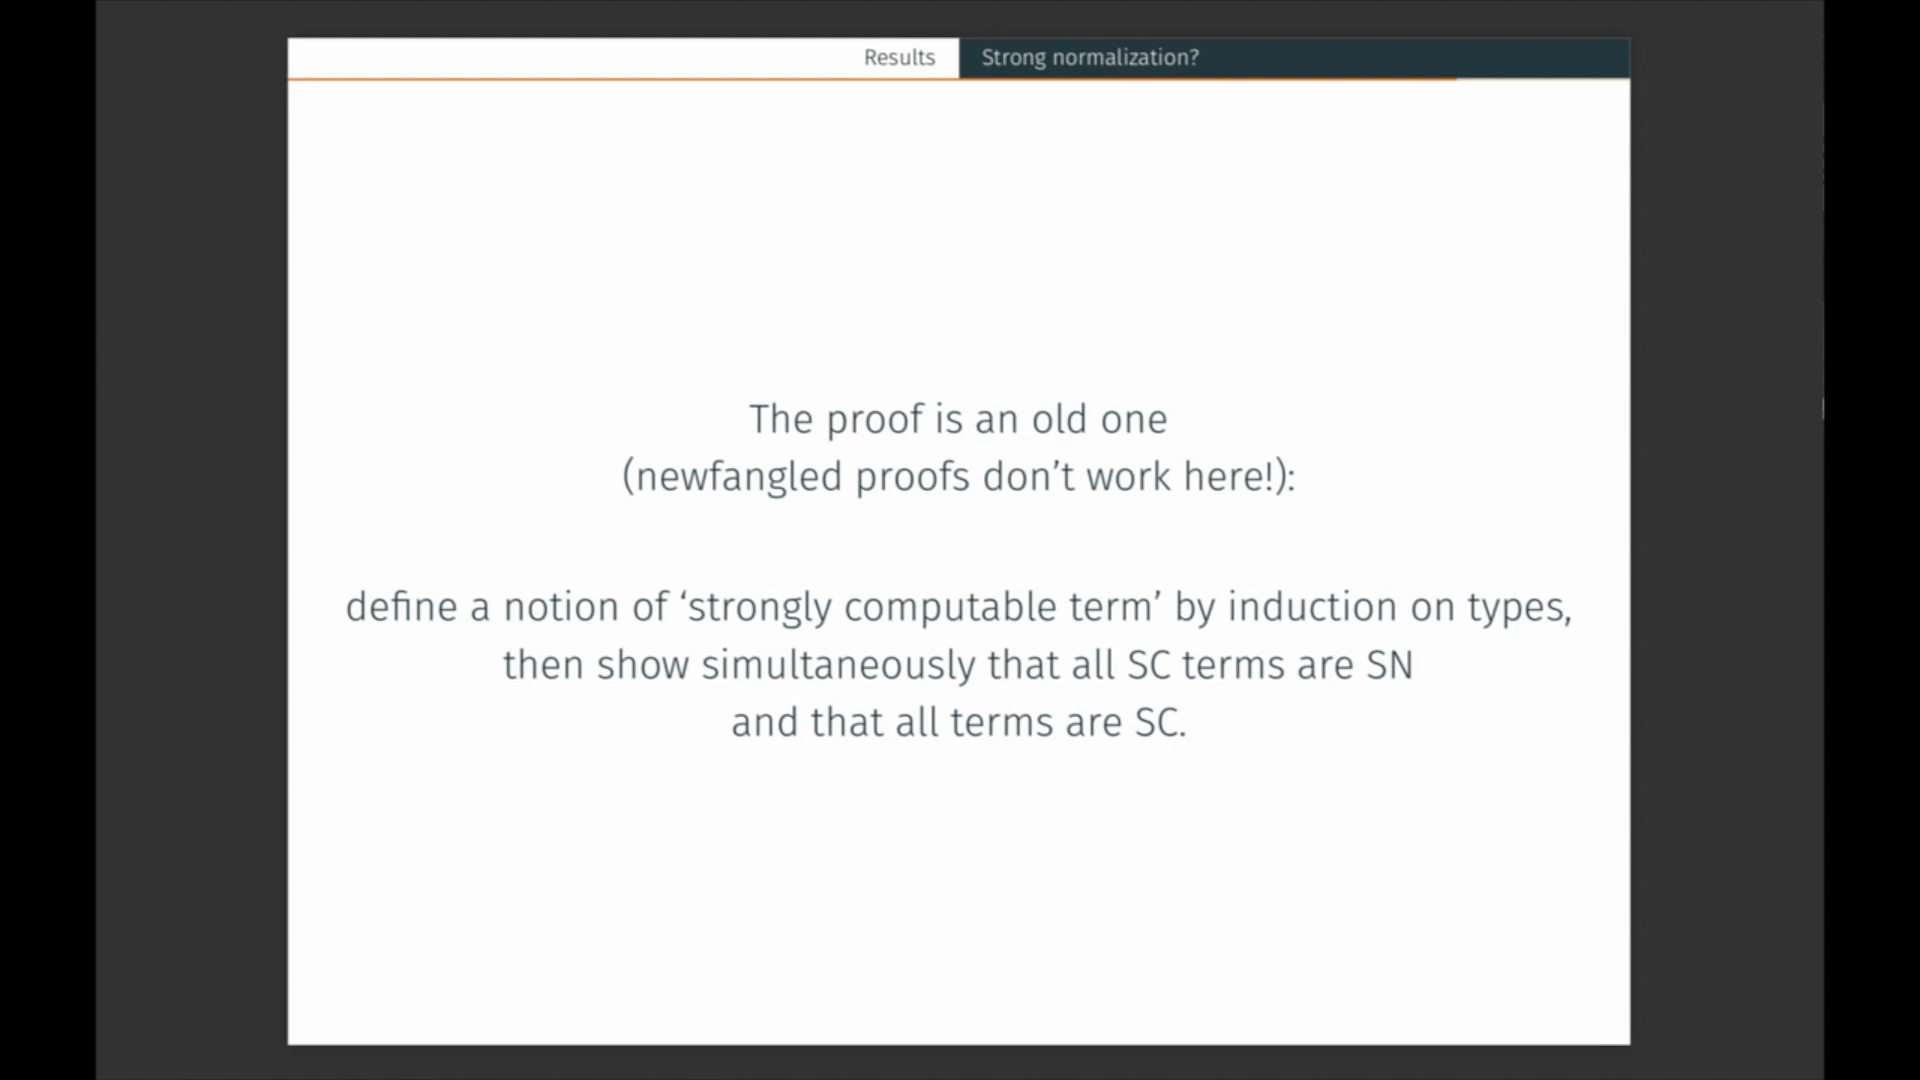 Results
Strong normalization?
The proof is an old one
(newfangled proofs don’t work here!):
define a notion of ‘strongly computable term’ by induction on types,
then show simultaneously that all SC terms are SN
and that all terms are SC.